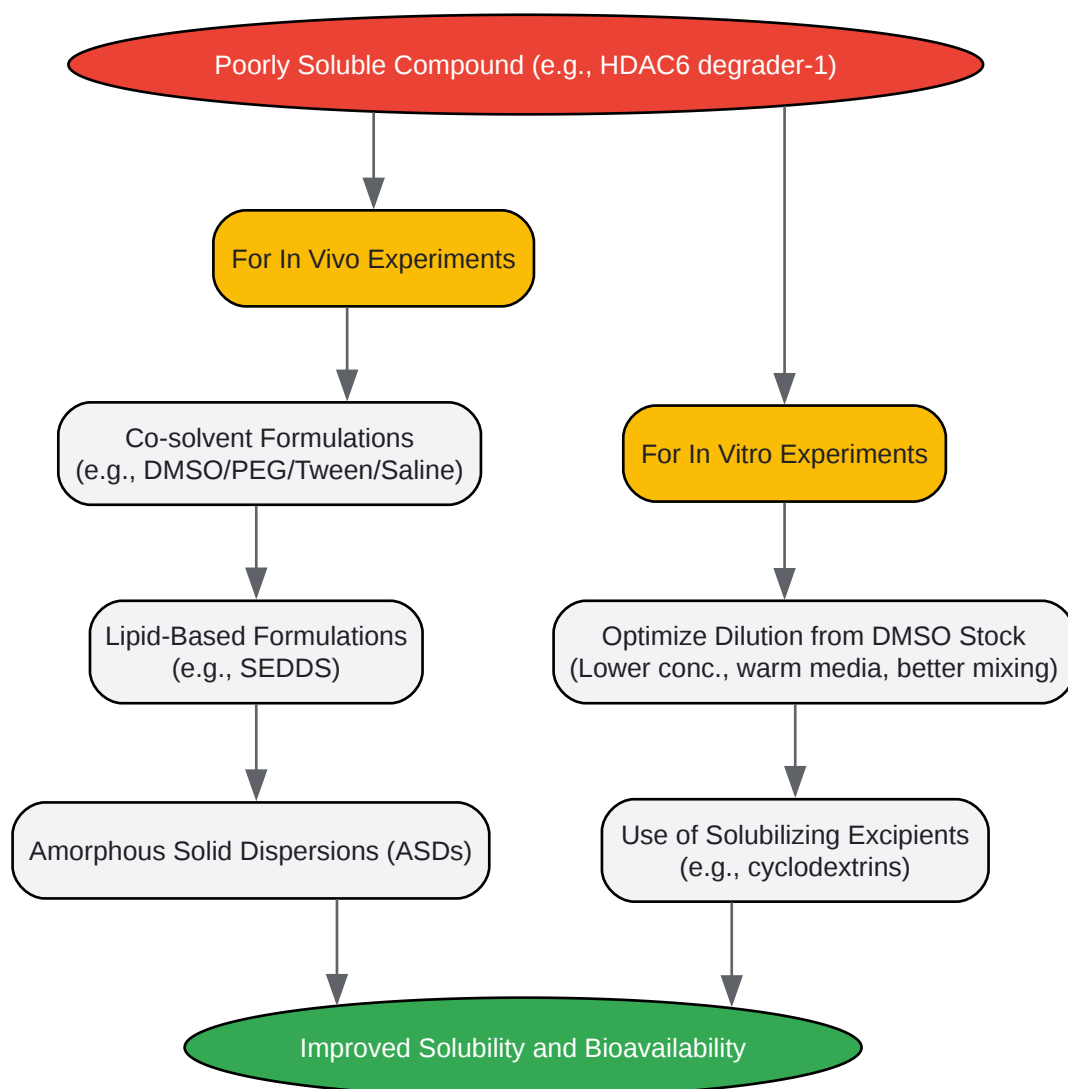 Poorly Soluble Compound (e.g., HDAC6 degrader-1)
For In Vivo Experiments
Co-solvent Formulations
(e.g., DMSO/PEG/Tween/Saline)
Lipid-Based Formulations
(e.g., SEDDS)
Amorphous Solid Dispersions (ASDs)
For In Vitro Experiments
Optimize Dilution from DMSO Stock
(Lower conc., warm media, better mixing)
Use of Solubilizing Excipients
(e.g., cyclodextrins)
Improved Solubility and Bioavailability